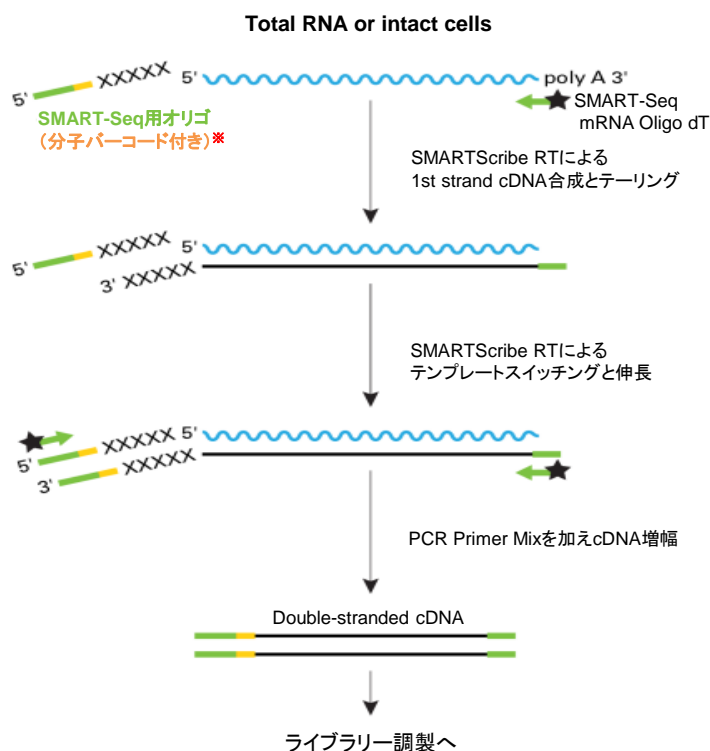 Total RNA or intact cells
5' XXXXX 5' poly A 3'
SMART-Seq用オリゴ
（分子バーコード付き）※
SMART-Seq
mRNA Oligo dT
SMARTScribe RTによる
1st strand cDNA合成とテーリング
5' XXXXX 5'
3' XXXXX
SMARTScribe RTによる
テンプレートスイッチングと伸長
5' XXXXX 5'
3' XXXXX
PCR Primer Mixを加えcDNA増幅
Double-stranded cDNA
ライブラリー調製へ